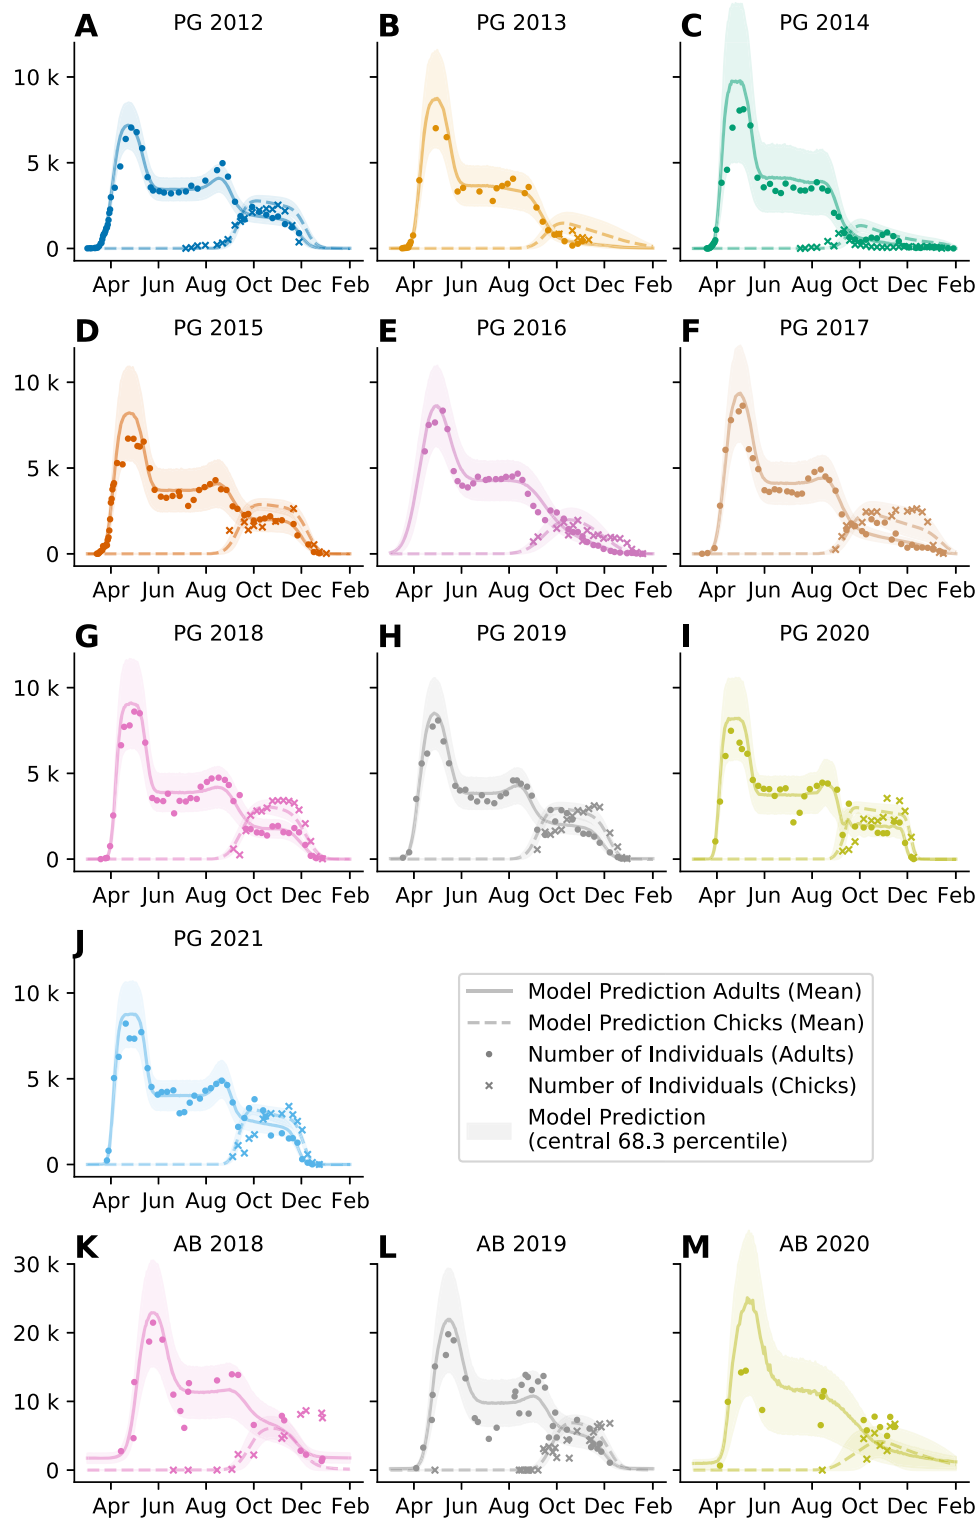 A PG 2012 B PG 2013 C PG 2014
10 k
5 k
0
Apr Jun Aug Oct Dec Feb Apr Jun Aug Oct Dec Feb Apr Jun Aug Oct Dec Feb
D PG 2015 E PG 2016 F PG 2017
10 k
5 k
0
Apr Jun Aug Oct Dec Feb Apr Jun Aug Oct Dec Feb Apr Jun Aug Oct Dec Feb
G PG 2018 H PG 2019 I PG 2020
10 k
5 k
0
Apr Jun Aug Oct Dec Feb Apr Jun Aug Oct Dec Feb Apr Jun Aug Oct Dec Feb
J PG 2021
10 k
5 k
0
Apr Jun Aug Oct Dec Feb
Model Prediction Adults (Mean)
Model Prediction Chicks (Mean)
Number of Individuals (Adults)
Number of Individuals (Chicks)
Model Prediction
(central 68.3 percentile)
K AB 2018 L AB 2019 M AB 2020
30 k
20 k
10 k
0
Apr Jun Aug Oct Dec Feb Apr Jun Aug Oct Dec Feb Apr Jun Aug Oct Dec Feb